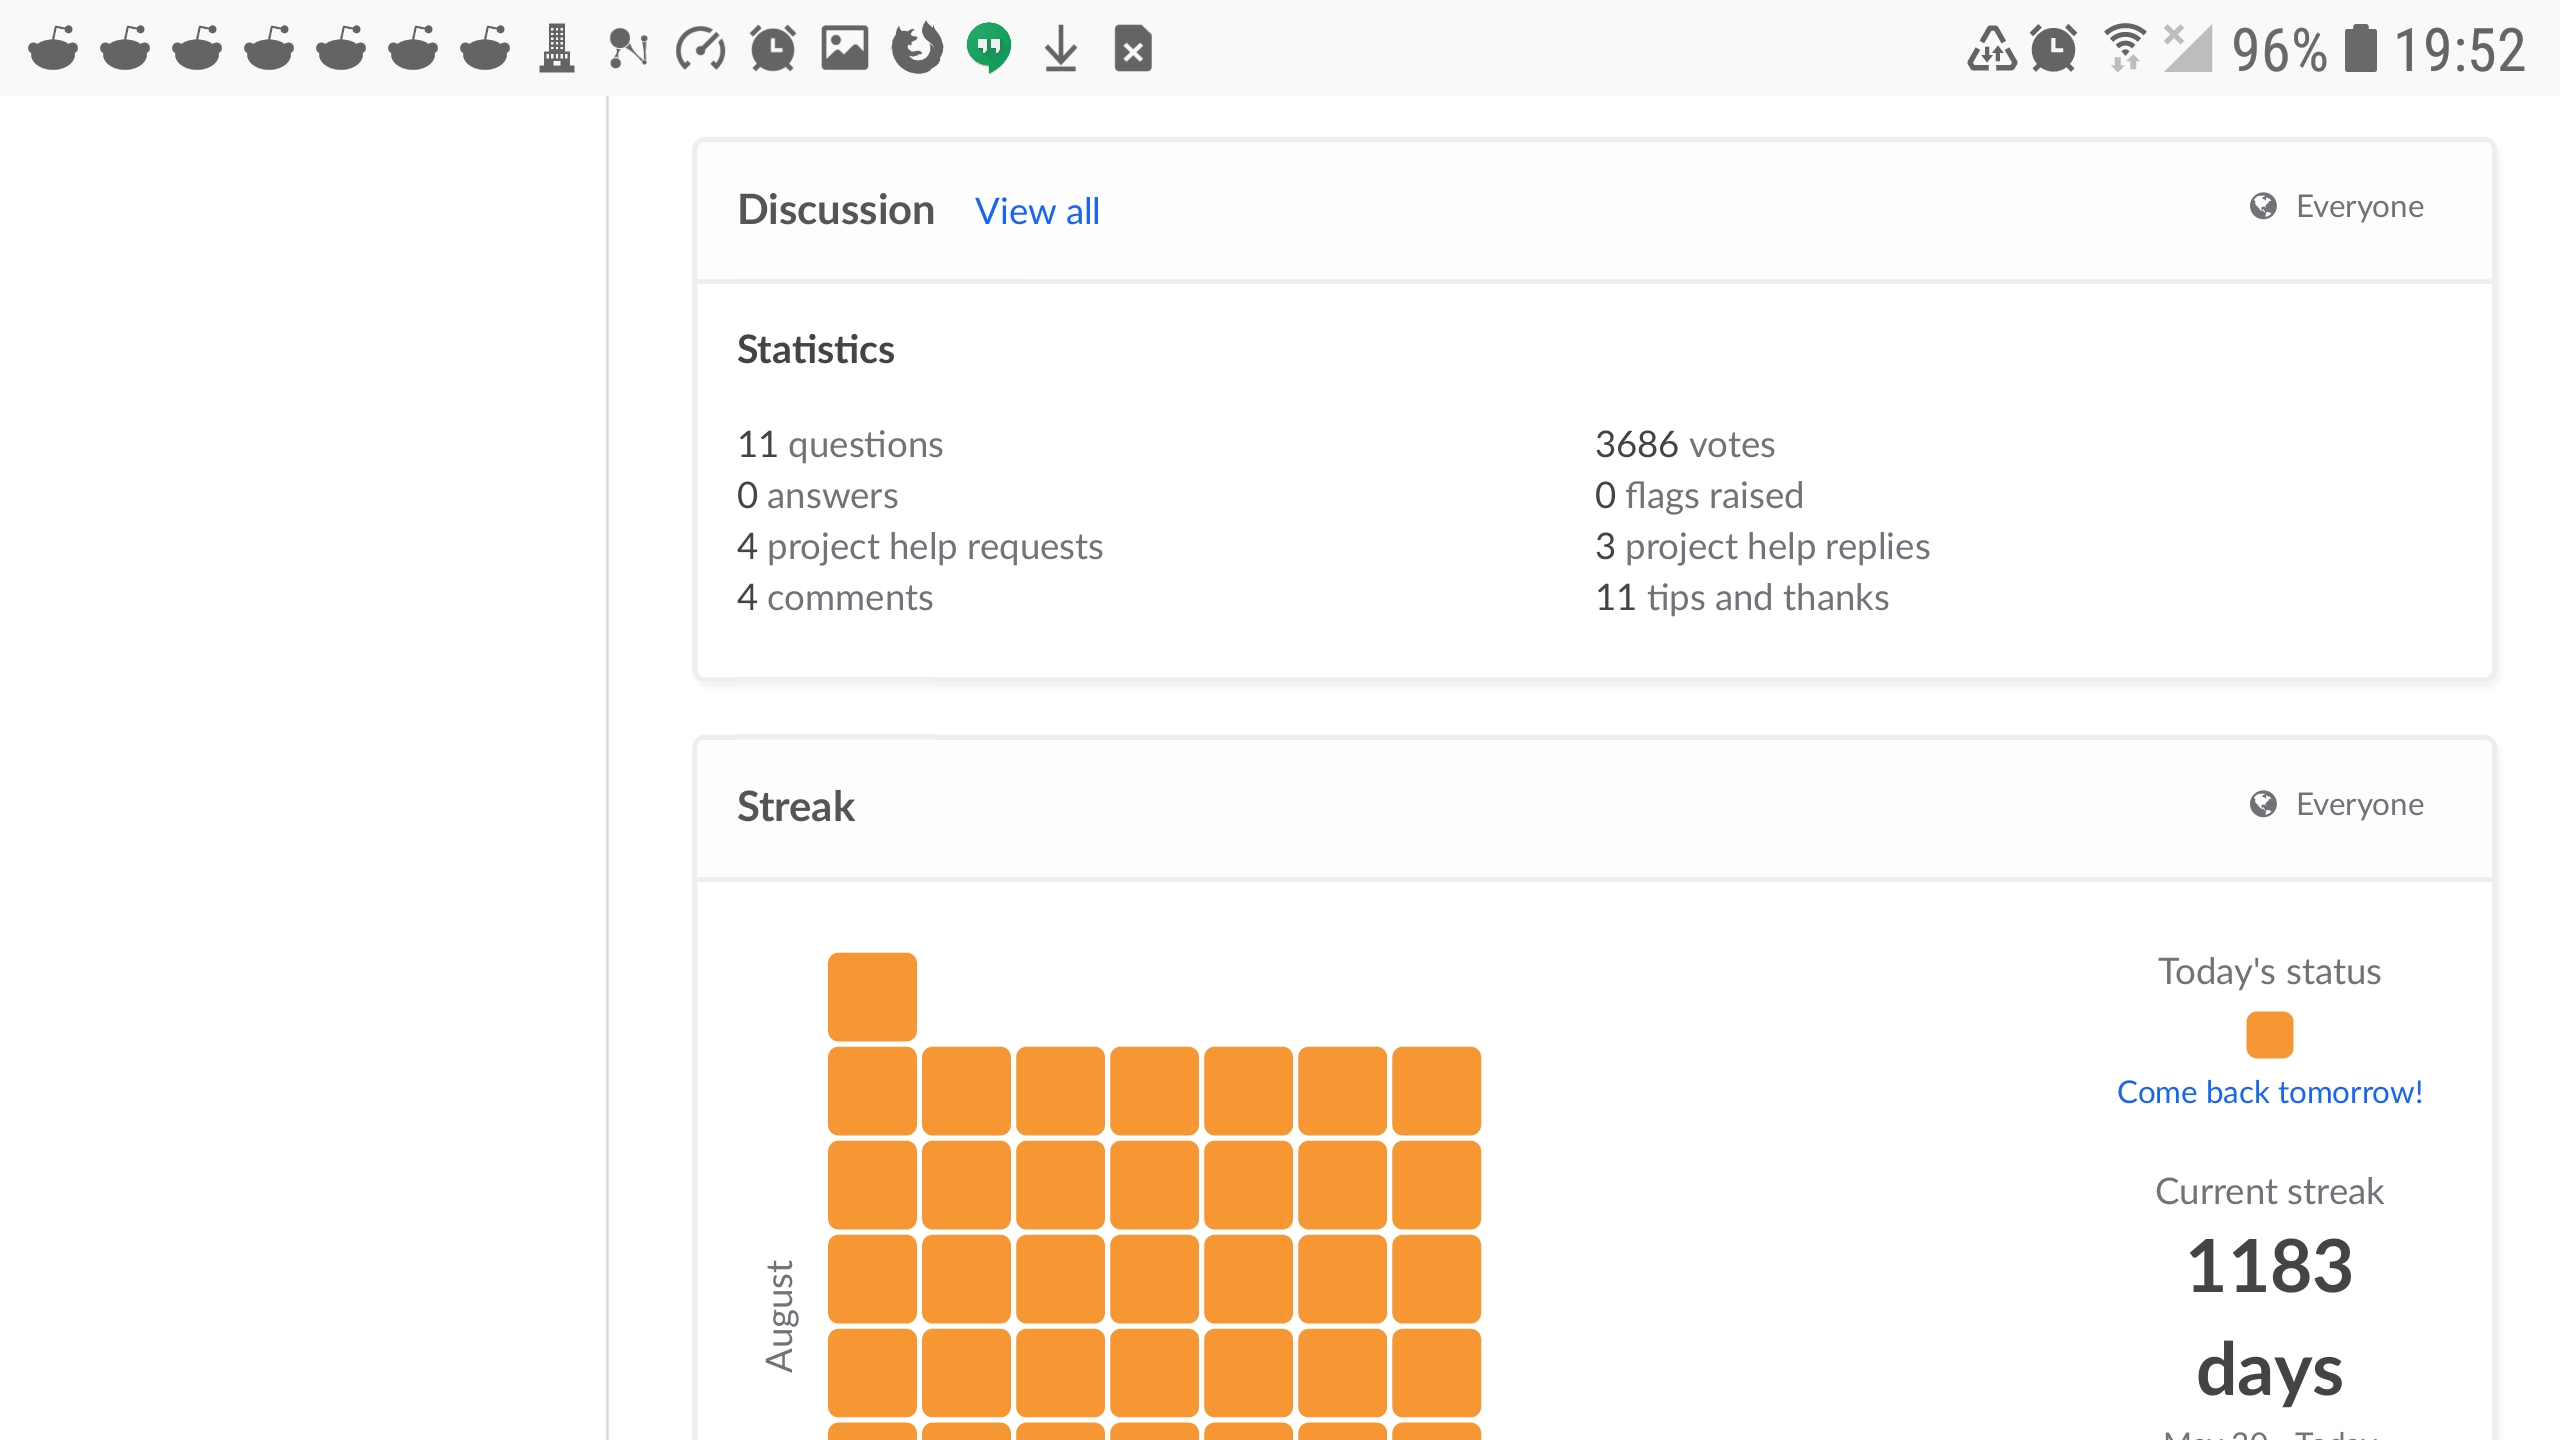 96% 19:52
Discussion View all Everyone
Statistics
11 questions
0 answers
4 project help requests
4 comments
3686 votes
0 flags raised
3 project help replies
11 tips and thanks
Streak Everyone
August
Today's status
Come back tomorrow!
Current streak
1183
days